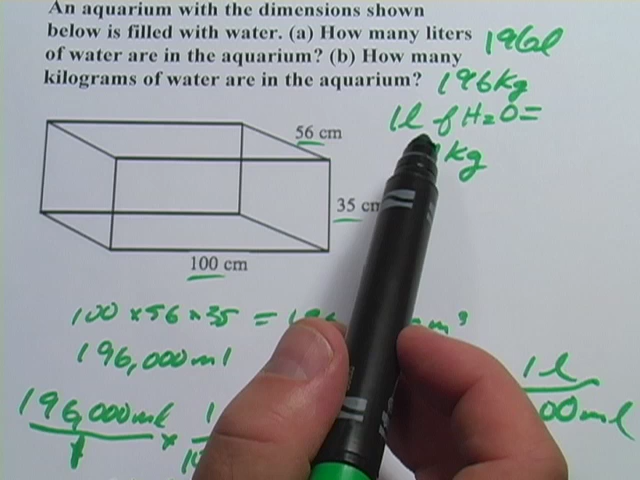 An aquarium with the dimensions shown
below is filled with water. (a) How many liters
of water are in the aquarium? (b) How many
kilograms of water are in the aquarium?
196l
196Kg
1l of H2O =
Kg
56 cm
35 cm
100 cm
100 x 56 x 35 =
196,000ml
196,000ml x
1l